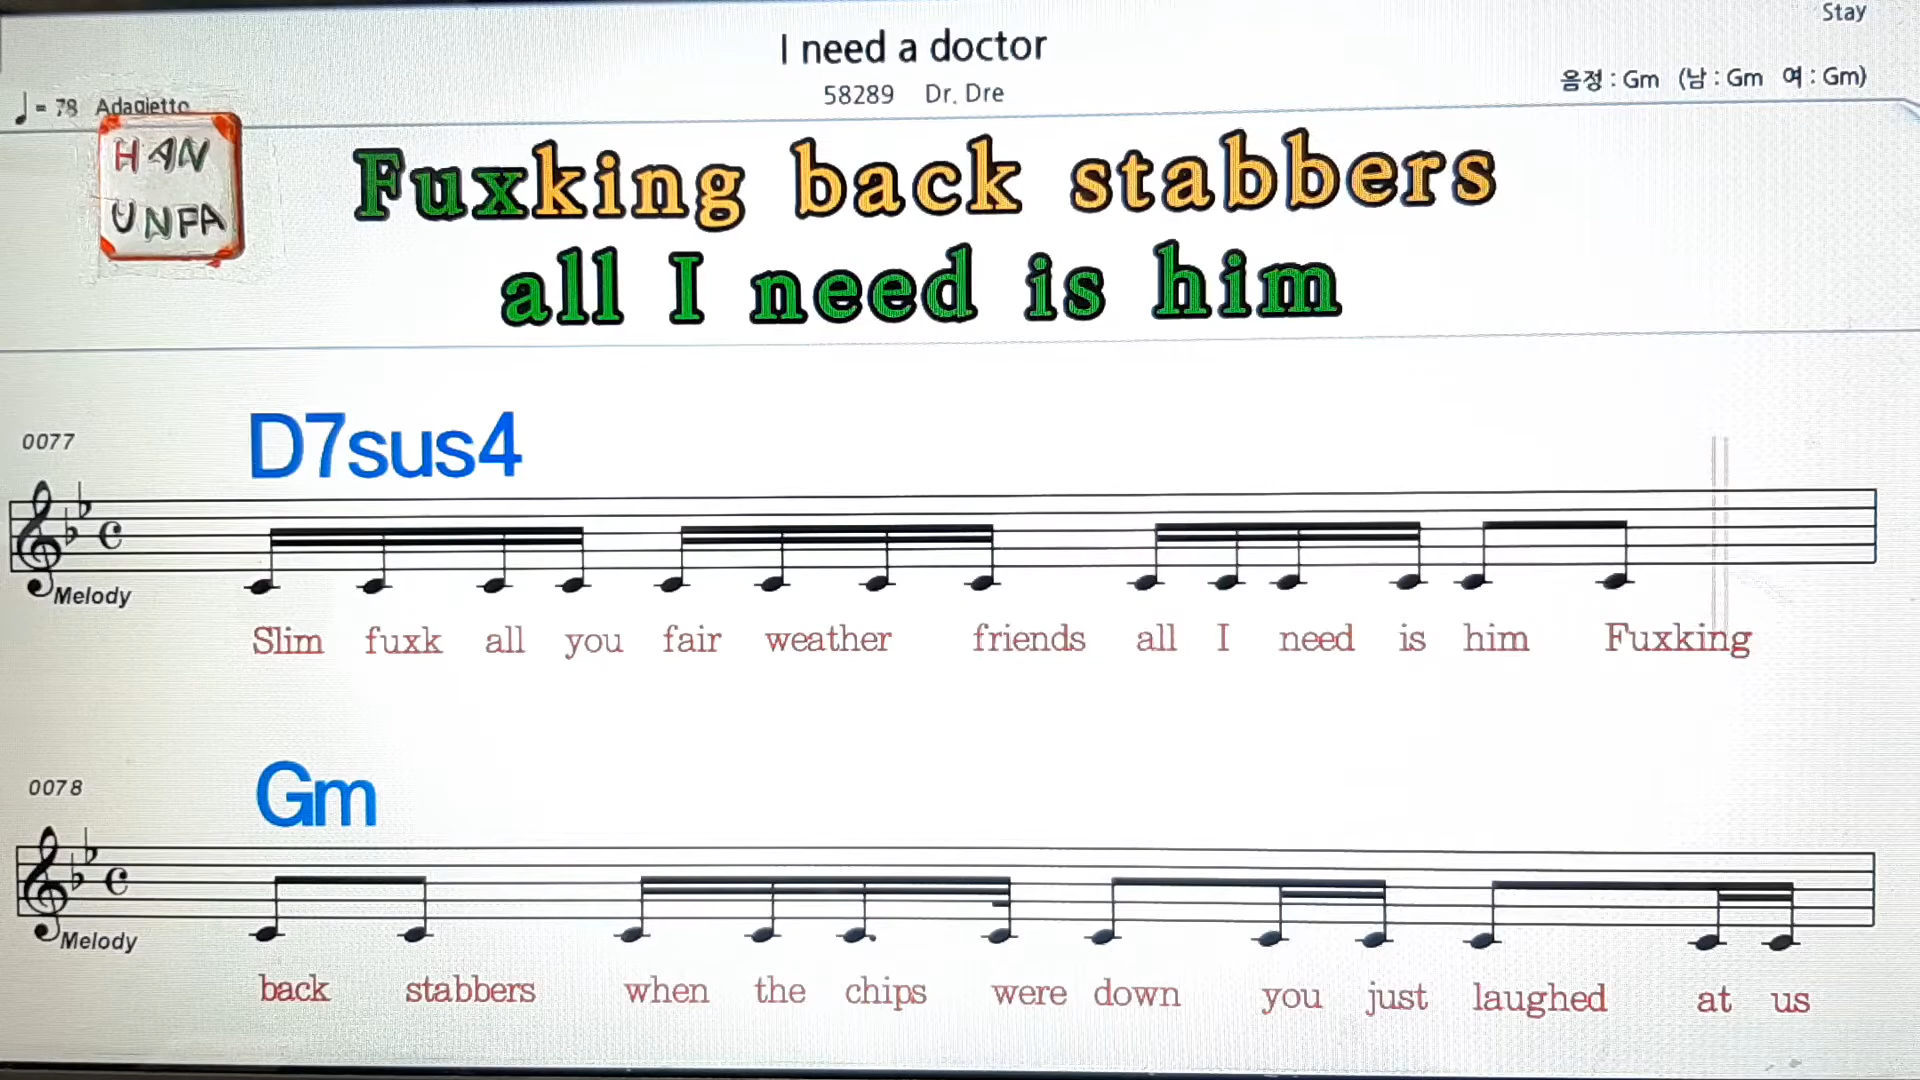 Stay
I need a doctor
58289 Dr. Dre
음정 : Gm (남 : Gm 여 : Gm)
♩ = 78 Adagietto
HAN
UNFA
Fuxking back stabbers
all I need is him
0077
D7sus4
Melody
Slim fuxk all you fair weather friends all I need is him Fuxking
0078
Gm
Melody
back stabbers when the chips were down you just laughed at us